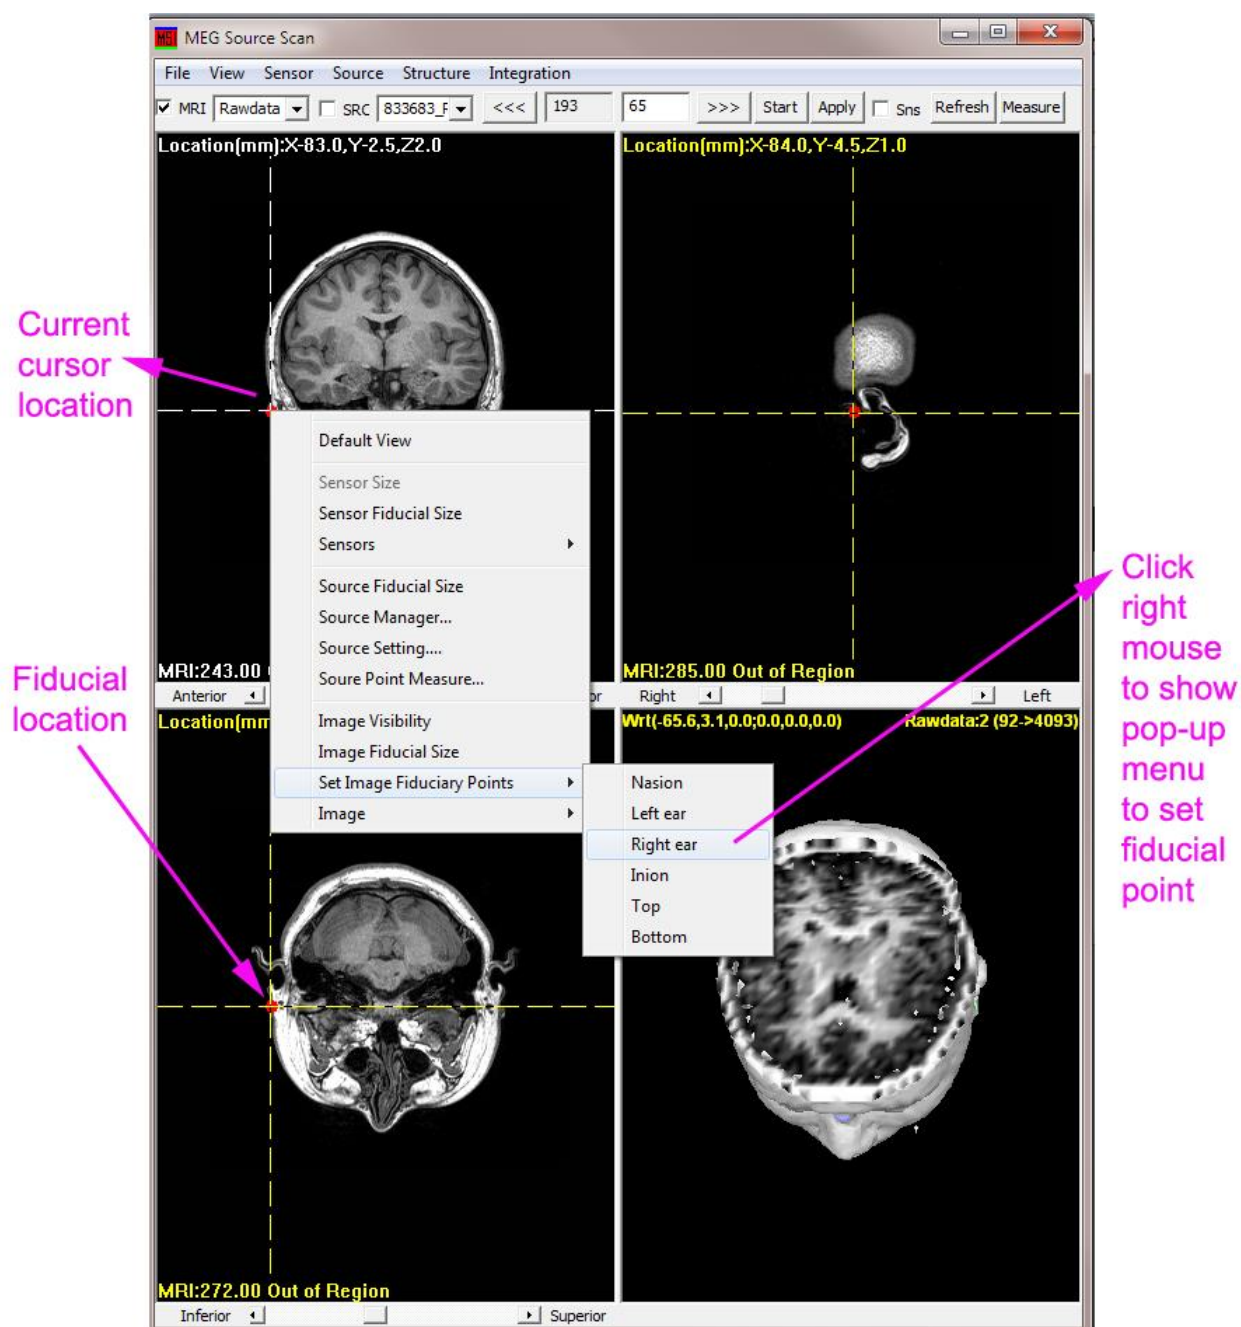 MSI MEG Source Scan
File View Sensor Source Structure Integration
MRI Rawdata SRC 833683_F <<< 193 65 >>> Start Apply Sns Refresh Measure
Location(mm):X-83.0,Y-2.5,Z2.0
Location(mm):X-84.0,Y-4.5,Z1.0
Current
cursor
location
Default View
Sensor Size
Sensor Fiducial Size
Sensors
Source Fiducial Size
Source Manager...
Source Setting....
Soure Point Measure...
Image Visibility
Image Fiducial Size
Set Image Fiduciary Points
Image
Nasion
Left ear
Right ear
Inion
Top
Bottom
Click
right
mouse
to show
pop-up
menu
to set
fiducial
point
MRI:243.00
MRI:285.00 Out of Region
Anterior
Right Left
Fiducial
location
Location(mm
Wrt(-65.6,3.1,0.0;0.0,0.0,0.0) Rawdata:2 (92->4093)
MRI:272.00 Out of Region
Inferior Superior